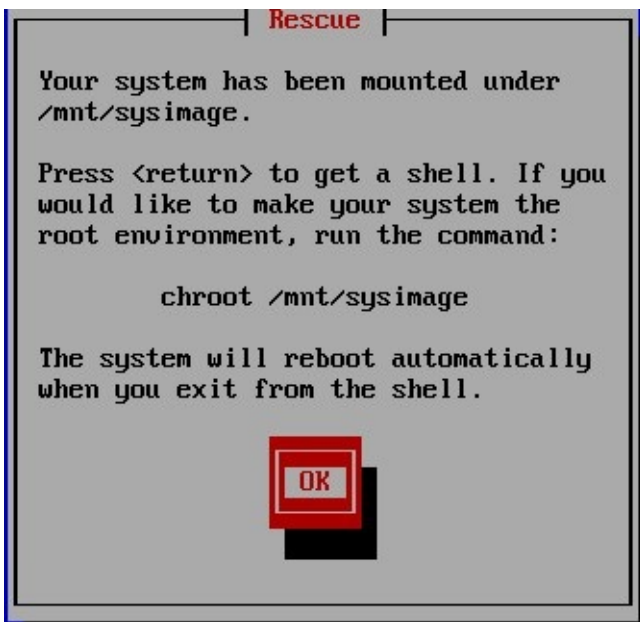 Rescue
Your system has been mounted under
/mnt/sysimage.
Press <return> to get a shell. If you
would like to make your system the
root environment, run the command:
chroot /mnt/sysimage
The system will reboot automatically
when you exit from the shell.
OK